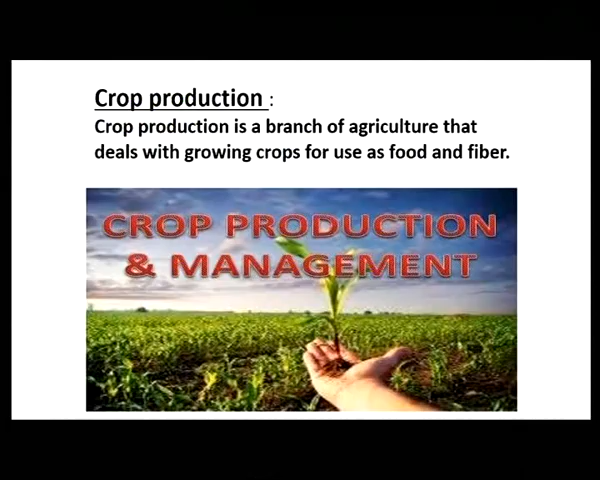 Crop production :
Crop production is a branch of agriculture that
deals with growing crops for use as food and fiber.
CROP PRODUCTION
& MANAGEMENT